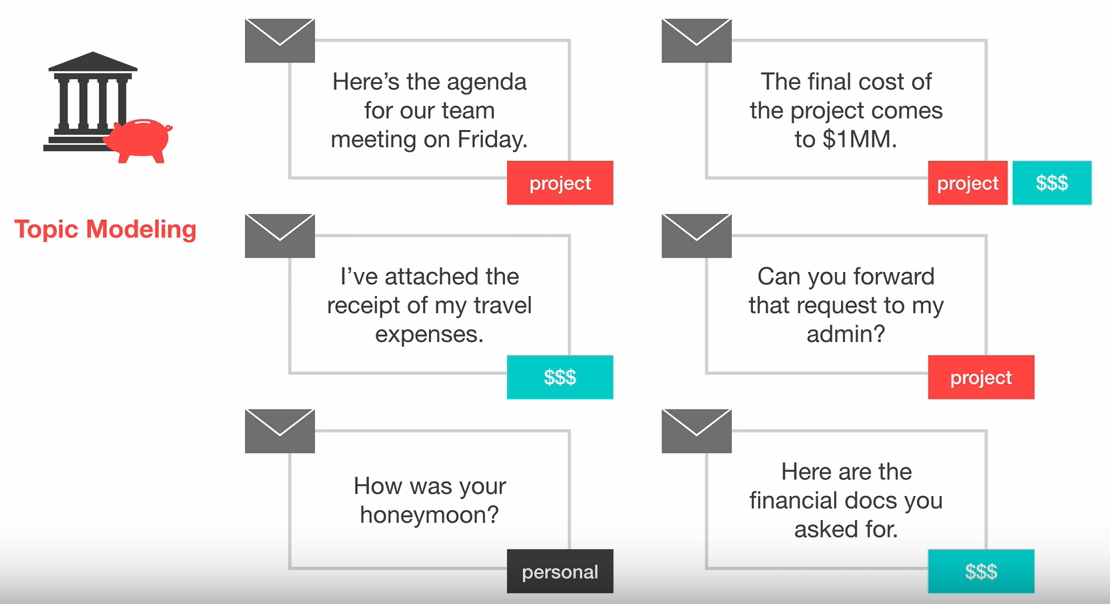 Topic Modeling
Here's the agenda
for our team
meeting on Friday.
project
The final cost of
the project comes
to $1MM.
project
$$$
I've attached the
receipt of my travel
expenses.
$$$
Can you forward
that request to my
admin?
project
How was your
honeymoon?
personal
Here are the
financial docs you
asked for.
$$$